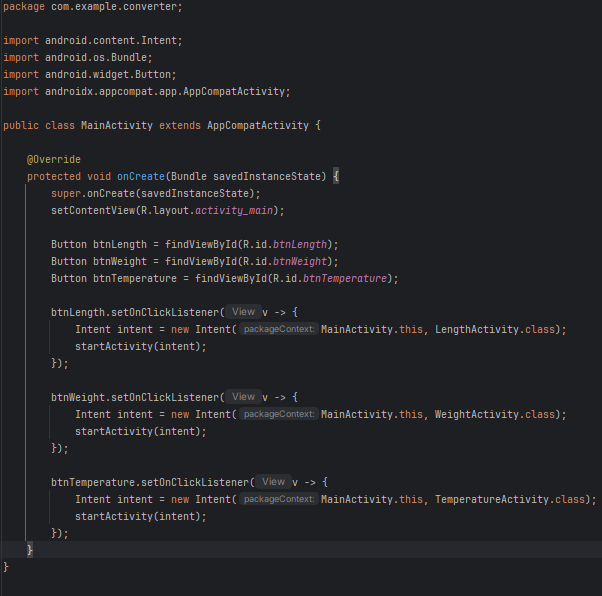 package com.example.converter;
import android.content.Intent;
import android.os.Bundle;
import android.widget.Button;
import androidx.appcompat.app.AppCompatActivity;
public class MainActivity extends AppCompatActivity {
@Override
protected void onCreate(Bundle savedInstanceState) {
super.onCreate(savedInstanceState);
setContentView(R.layout.activity_main);
Button btnLength = findViewById(R.id.btnLength);
Button btnWeight = findViewById(R.id.btnWeight);
Button btnTemperature = findViewById(R.id.btnTemperature);
btnLength.setOnClickListener( View v -> {
Intent intent = new Intent( packageContext: MainActivity.this, LengthActivity.class);
startActivity(intent);
});
btnWeight.setOnClickListener( View v -> {
Intent intent = new Intent( packageContext: MainActivity.this, WeightActivity.class);
startActivity(intent);
});
btnTemperature.setOnClickListener( View v -> {
Intent intent = new Intent( packageContext: MainActivity.this, TemperatureActivity.class);
startActivity(intent);
});
}
}